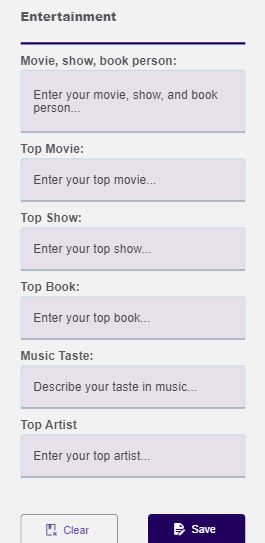 Entertainment
Movie, show, book person:
Enter your movie, show, and book
person...
Top Movie:
Enter your top movie...
Top Show:
Enter your top show...
Top Book:
Enter your top book...
Music Taste:
Describe your taste in music...
Top Artist
Enter your top artist...
Clear
Save